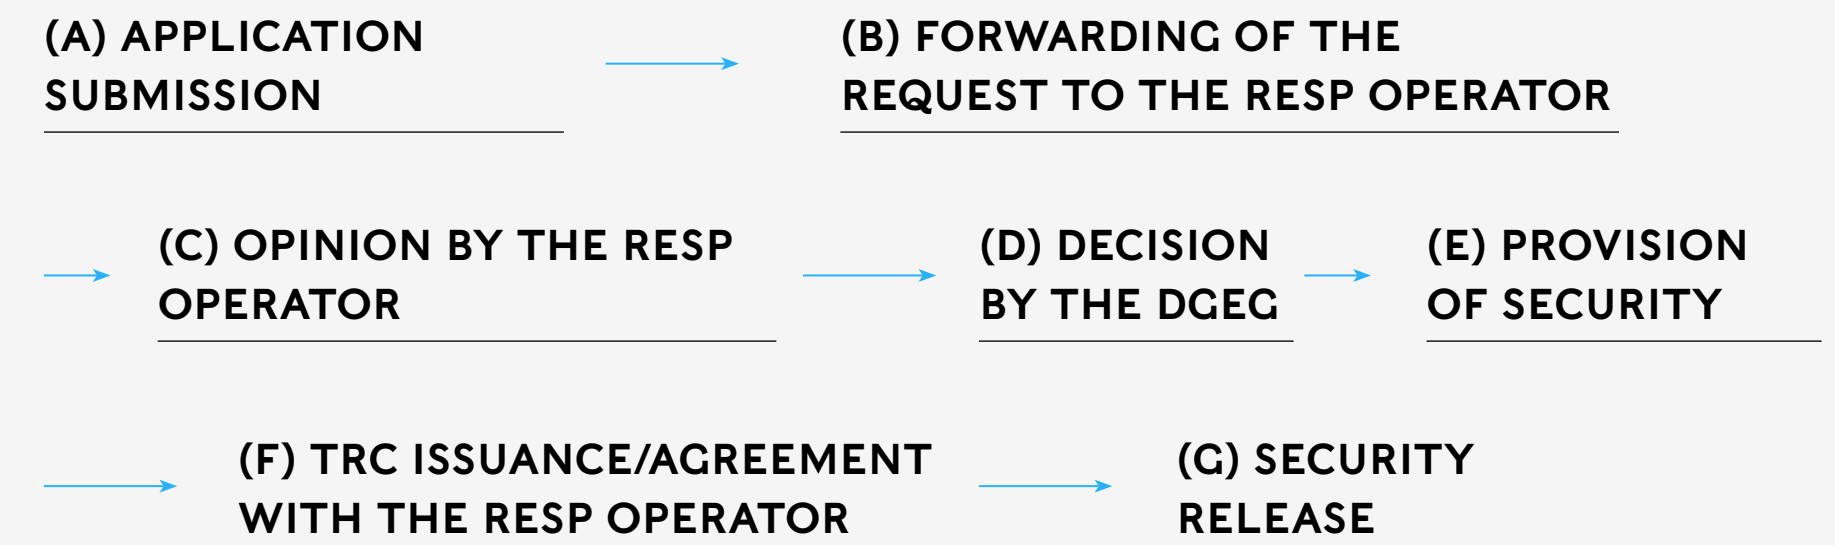 (A) APPLICATION
SUBMISSION
(B) FORWARDING OF THE
REQUEST TO THE RESP OPERATOR
(C) OPINION BY THE RESP
OPERATOR
(D) DECISION
BY THE DGEG
(E) PROVISION
OF SECURITY
(F) TRC ISSUANCE/AGREEMENT
WITH THE RESP OPERATOR
(G) SECURITY
RELEASE